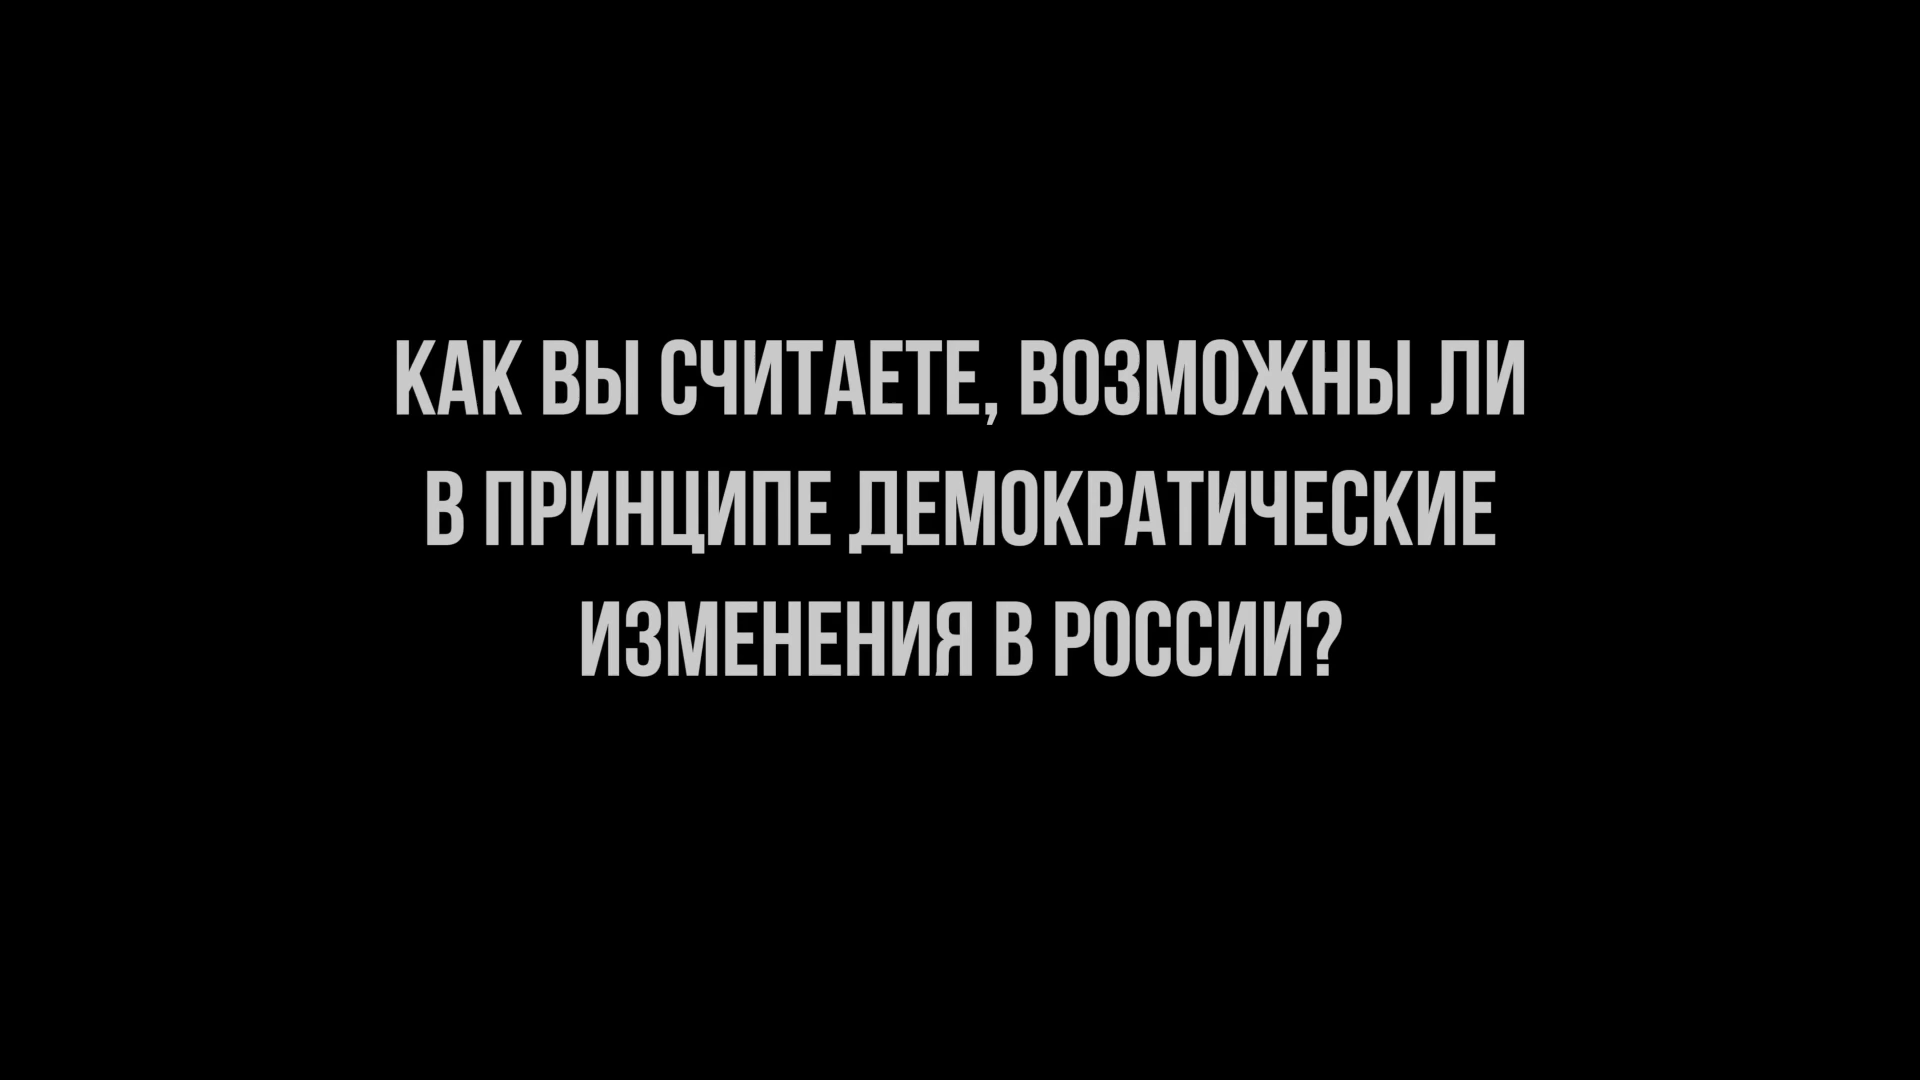 КАК ВЫ СЧИТАЕТЕ, ВОЗМОЖНЫ ЛИ
В ПРИНЦИПЕ ДЕМОКРАТИЧЕСКИЕ
ИЗМЕНЕНИЯ В РОССИИ?